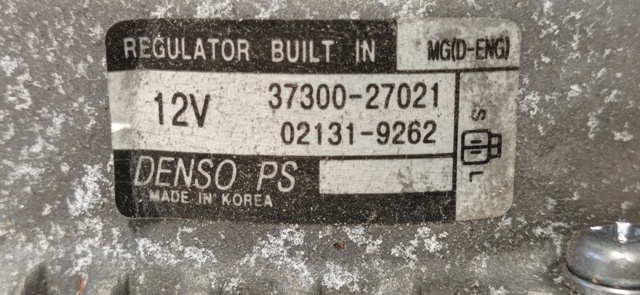 REGULATOR BUILT IN MG(D-ENG)
12V 37300-27021
02131-9262
S
L
DENSO PS
MADE IN KOREA